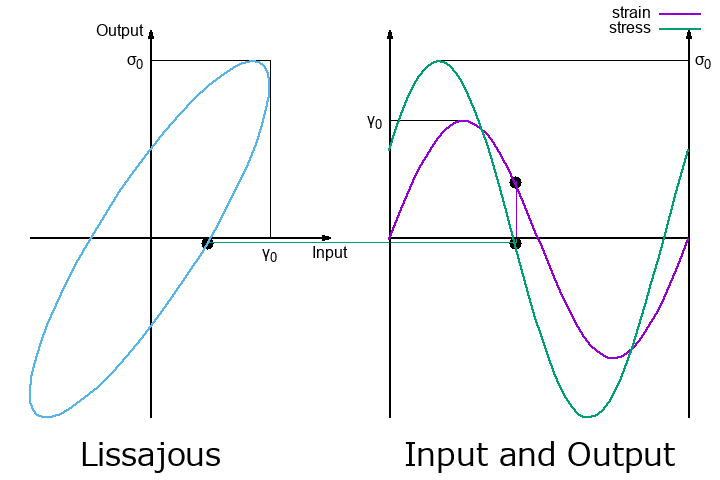 strain
stress
Output
σ0
σ0
γ0
γ0
Input
Lissajous
Input and Output